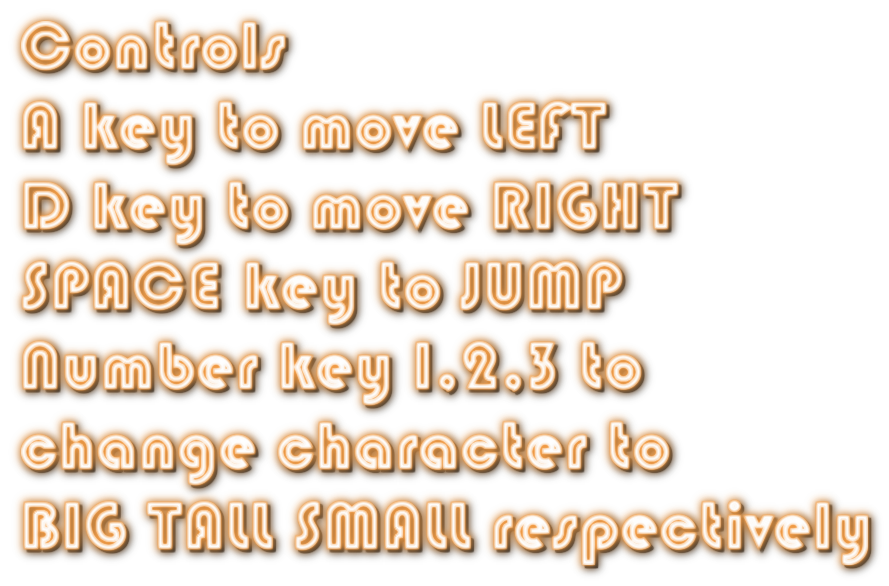 Controls
A key to move LEFT
D key to move RIGHT
SPACE key to JUMP
Number key 1,2,3 to
change character to
BIG TALL SMALL respectively